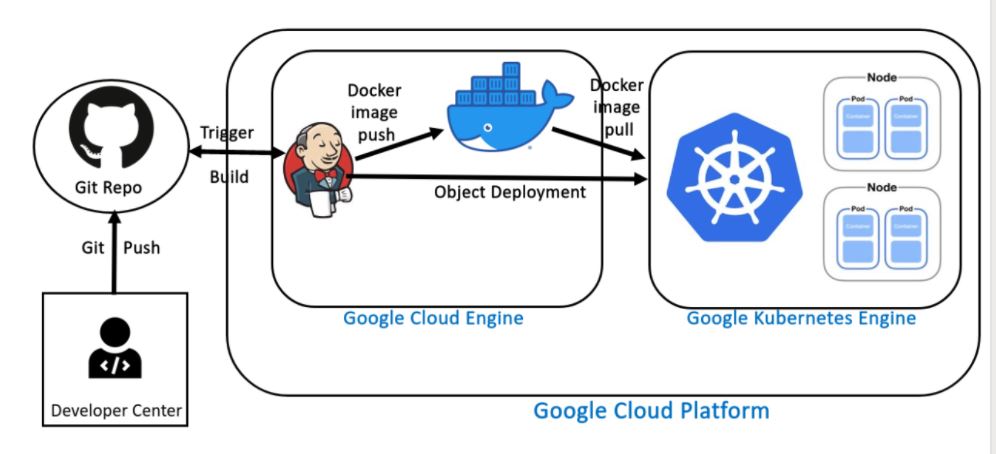 Git Repo
Git Push
Developer Center
Trigger
Build
Docker
image
push
Docker
image
pull
Object Deployment
Google Cloud Engine
Node
Pod Pod
Container Container
Node
Pod Pod
Container Container
Google Kubernetes Engine
Google Cloud Platform